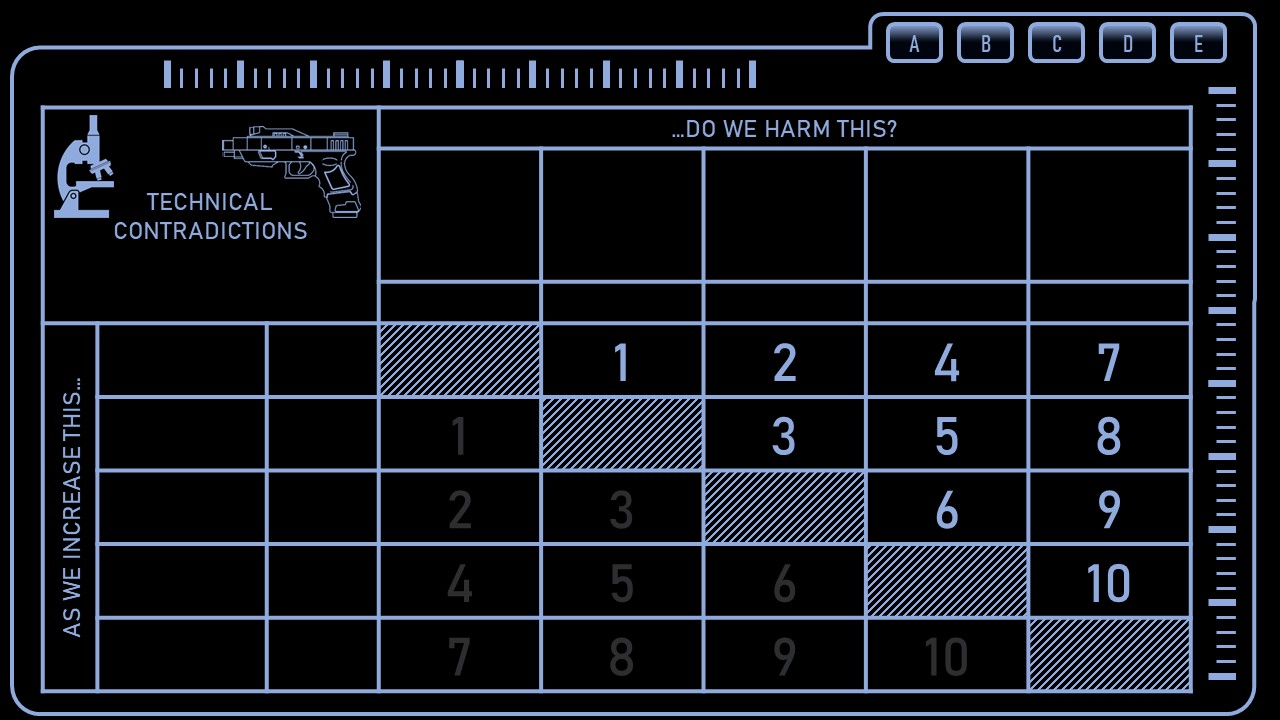 A B C D E
...DO WE HARM THIS?
TECHNICAL
CONTRADICTIONS
AS WE INCREASE THIS...
1 2 4 7
1 3 5 8
2 3 6 9
4 5 6 10
7 8 9 10